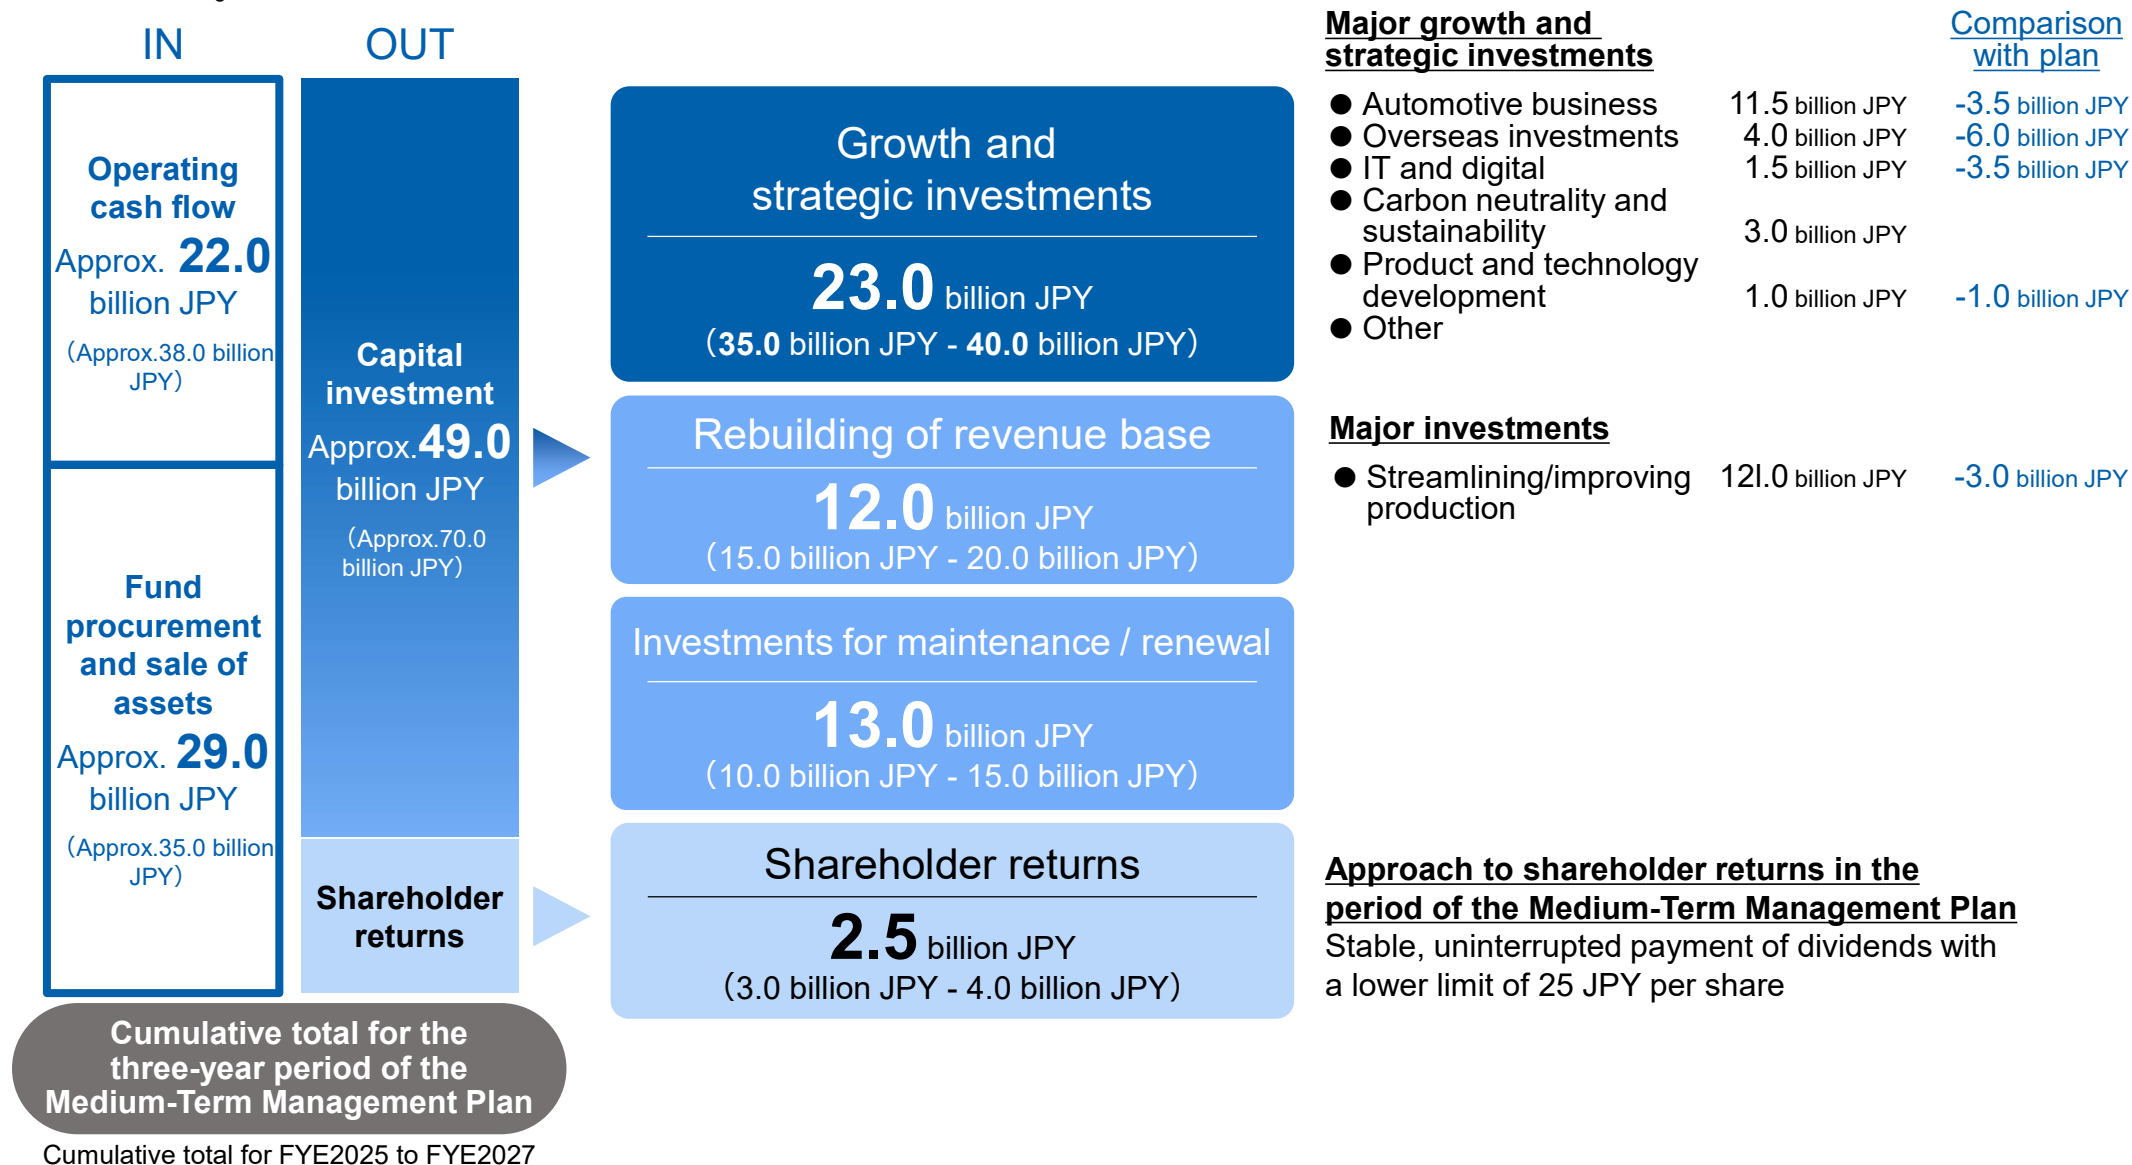 IN
OUT
Operating
cash flow
Approx. 22.0
billion JPY
（Approx.38.0 billion
JPY）
Fund
procurement
and sale of
assets
Approx. 29.0
billion JPY
（Approx.35.0 billion
JPY）
Capital
investment
Approx.49.0
billion JPY
（Approx.70.0
billion JPY）
Shareholder
returns
Cumulative total for the
three-year period of the
Medium-Term Management Plan
Cumulative total for FYE2025 to FYE2027
Growth and
strategic investments
23.0 billion JPY
（35.0 billion JPY - 40.0 billion JPY）
Rebuilding of revenue base
12.0 billion JPY
（15.0 billion JPY - 20.0 billion JPY）
Investments for maintenance / renewal
13.0 billion JPY
（10.0 billion JPY - 15.0 billion JPY）
Shareholder returns
2.5 billion JPY
（3.0 billion JPY - 4.0 billion JPY）
Major growth and
strategic investments
Comparison
with plan
● Automotive business 11.5 billion JPY -3.5 billion JPY
● Overseas investments 4.0 billion JPY -6.0 billion JPY
● IT and digital 1.5 billion JPY -3.5 billion JPY
● Carbon neutrality and
sustainability 3.0 billion JPY
● Product and technology
development 1.0 billion JPY -1.0 billion JPY
● Other
Major investments
● Streamlining/improving 12l.0 billion JPY -3.0 billion JPY
production
Approach to shareholder returns in the
period of the Medium-Term Management Plan
Stable, uninterrupted payment of dividends with
a lower limit of 25 JPY per share